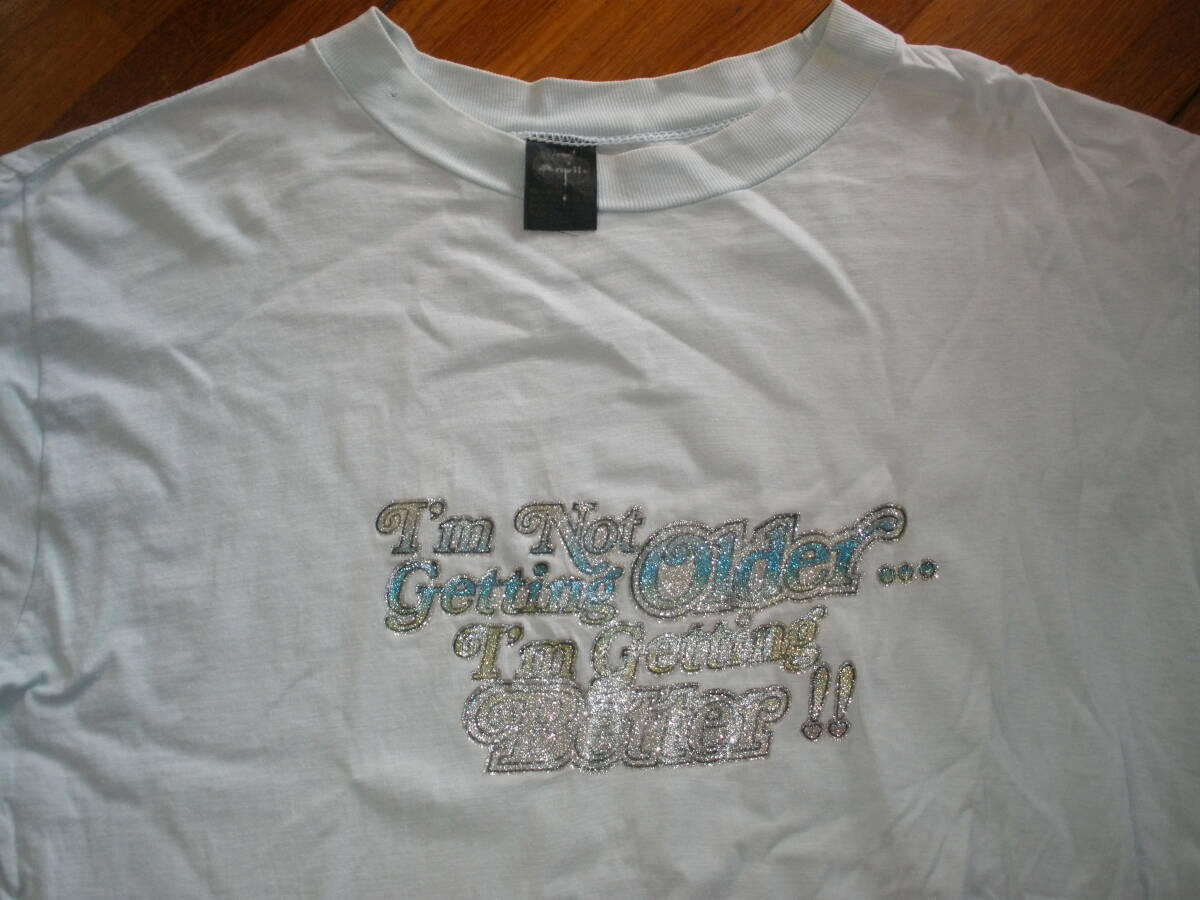 I'm Not
Getting Older...
I'm Getting
Better!!